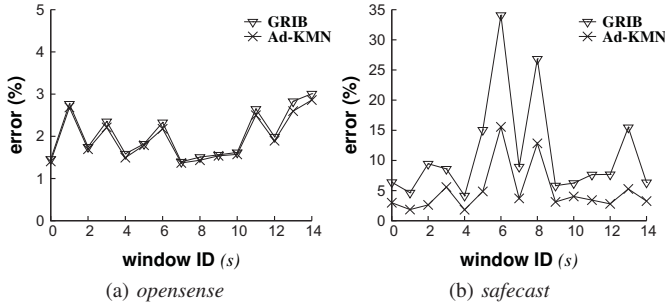 GRIB
Ad-KMN
error (%)
5
4
3
2
1
0
0 2 4 6 8 10 12 14
window ID (s)
(a) opensense
GRIB
Ad-KMN
error (%)
35
30
25
20
15
10
5
0
0 2 4 6 8 10 12 14
window ID (s)
(b) safecast